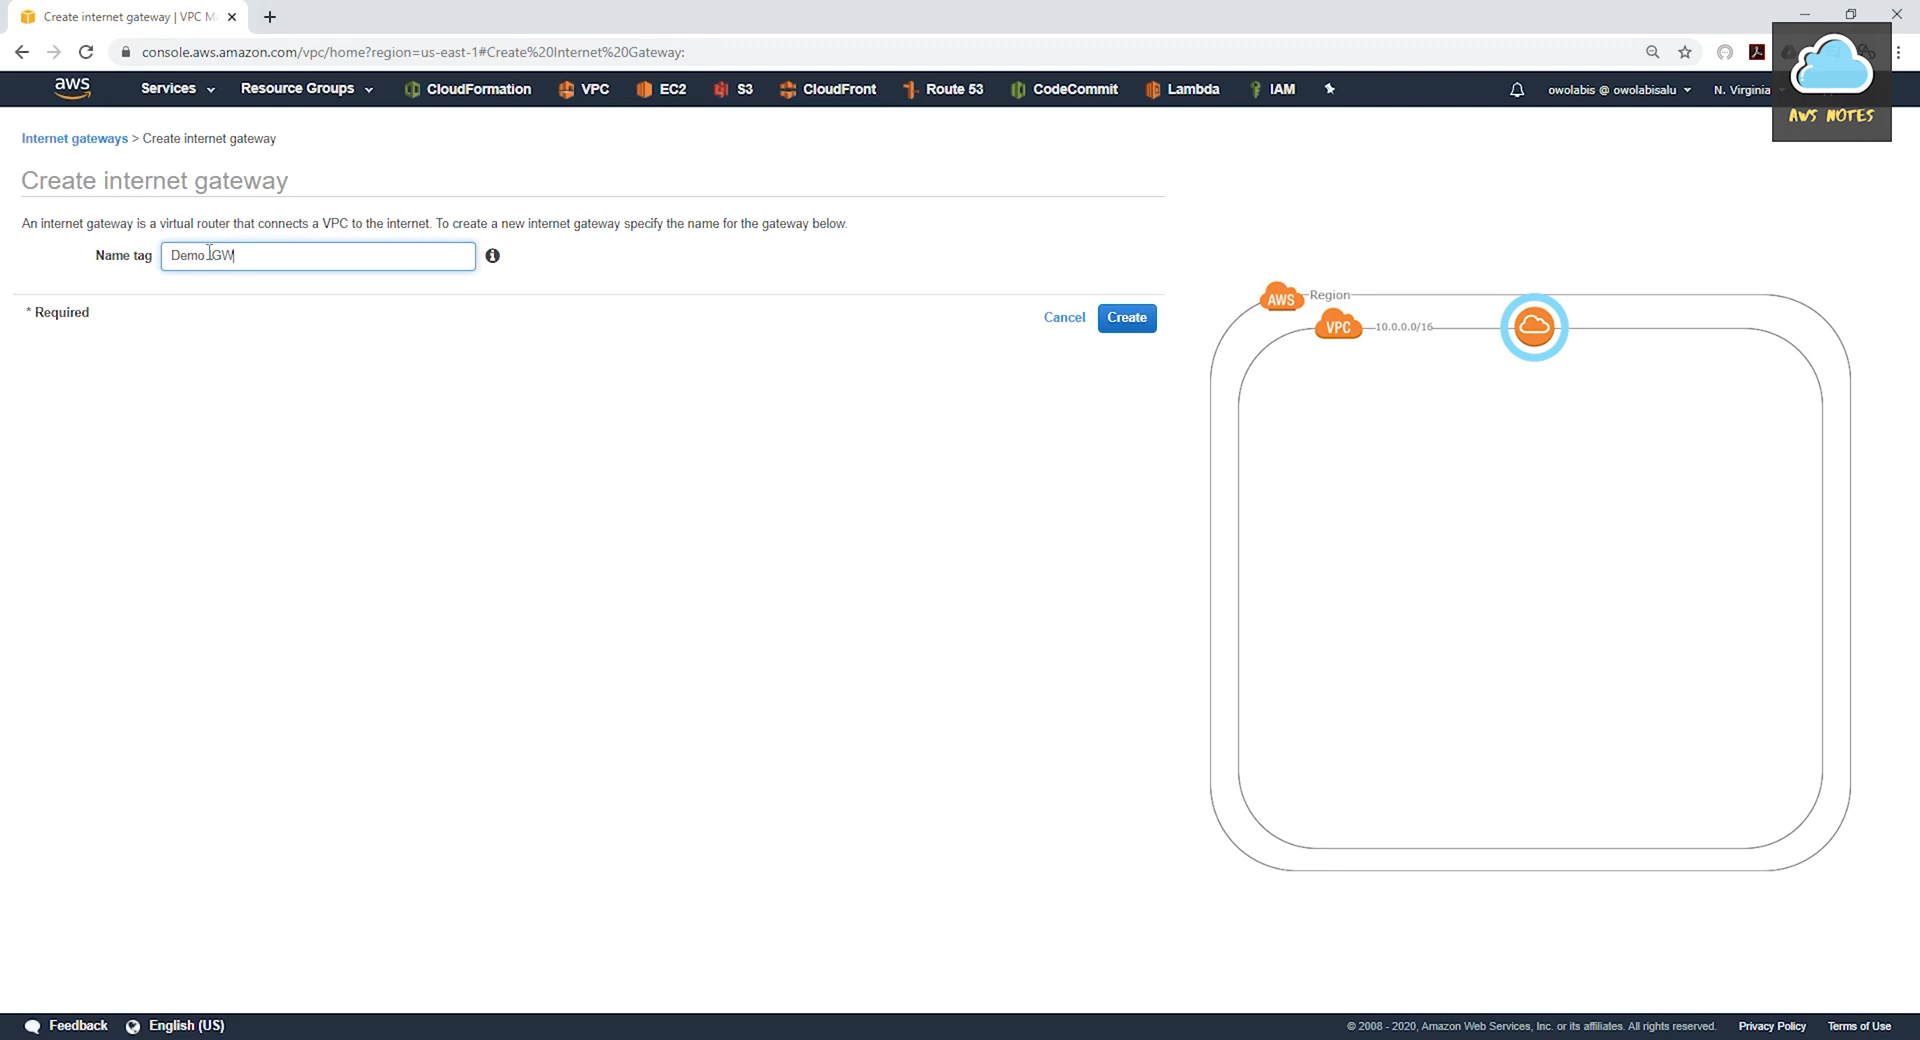 Create internet gateway | VPC M
console.aws.amazon.com/vpc/home?region=us-east-1#Create%20Internet%20Gateway:
aws
Services
Resource Groups
CloudFormation
VPC
EC2
S3
CloudFront
Route 53
CodeCommit
Lambda
IAM
owolabis @ owolabisalu
N. Virginia
AWS NOTES
Internet gateways > Create internet gateway
Create internet gateway
An internet gateway is a virtual router that connects a VPC to the internet. To create a new internet gateway specify the name for the gateway below.
Name tag
Demo IGW
* Required
Cancel
Create
AWS
Region
VPC
10.0.0.0/16
Feedback
English (US)
© 2008 - 2020, Amazon Web Services, Inc. or its affiliates. All rights reserved.
Privacy Policy
Terms of Use